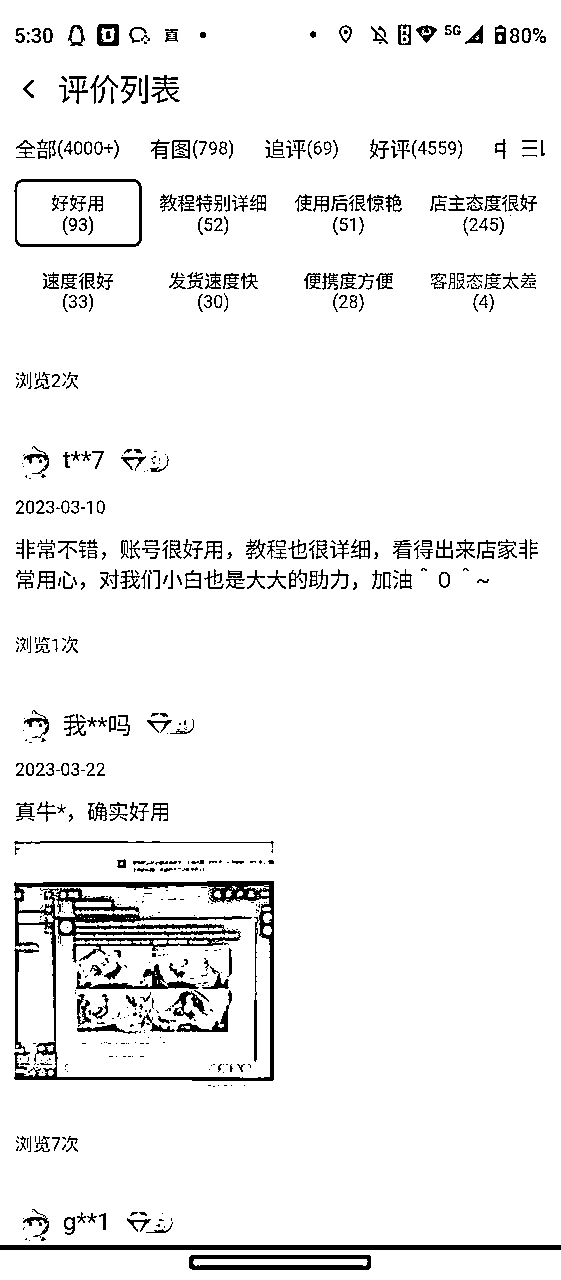 5:30 5G 80%
评价列表
全部(4000+) 有图(798) 追评(69) 好评(4559) 中
好好用 教程特别详细 使用后很惊艳 店主态度很好
(93) (52) (51) (245)
速度很好 发货速度快 便携度方便 客服态度太差
(33) (30) (28) (4)
浏览2次
t**7
2023-03-10
非常不错，账号很好用，教程也很详细，看得出来店家非
常用心，对我们小白也是大大的助力，加油＾０＾~
浏览1次
我**吗
2023-03-22
真牛*，确实好用
浏览7次
g**1